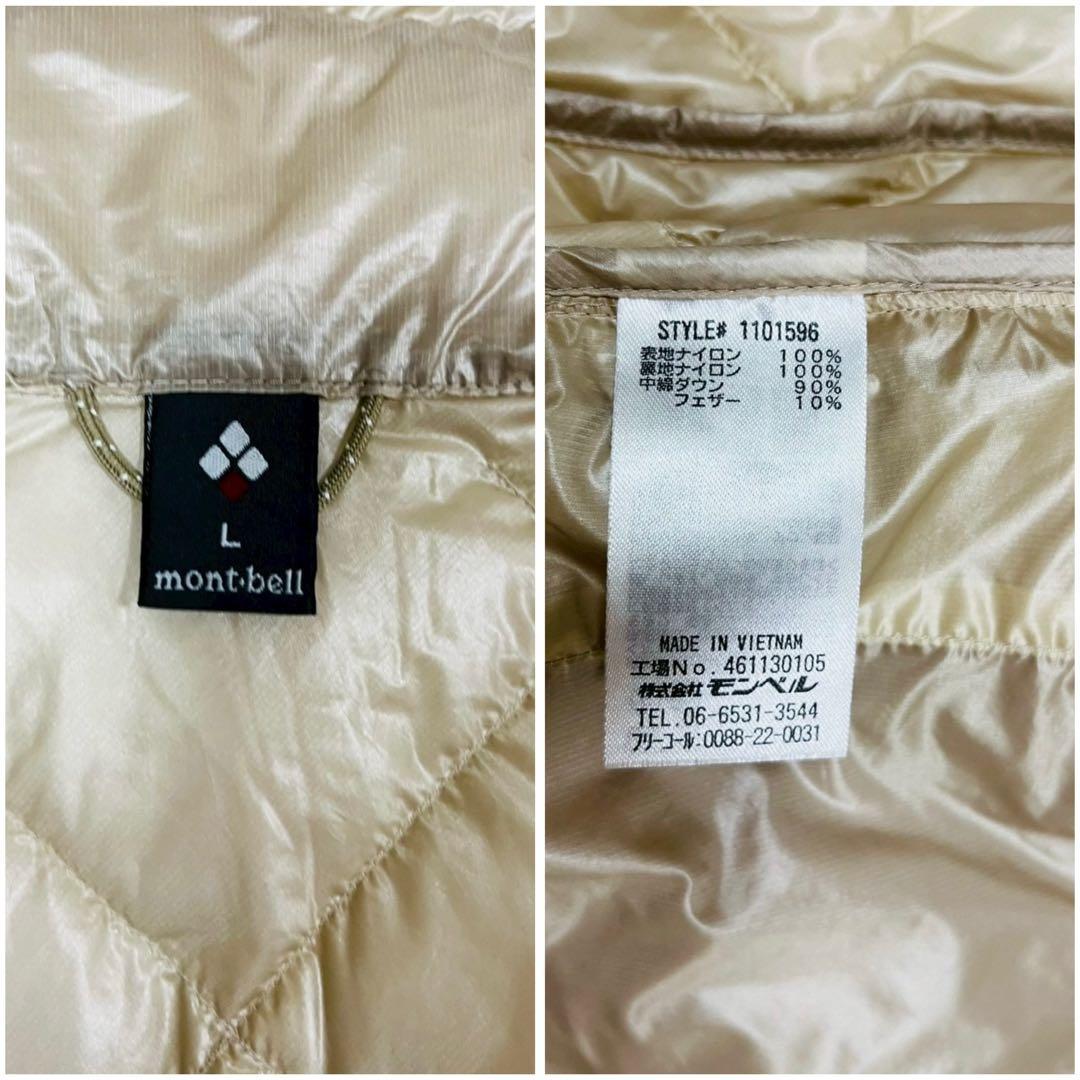 L
mont·bell
STYLE# 1101596
表地ナイロン 100%
裏地ナイロン 100%
中綿ダウン 90%
フェザー 10%
MADE IN VIETNAM
工場No. 461130105
株式会社 モンベル
TEL. 06-6531-3544
フリーコール:0088-22-0031